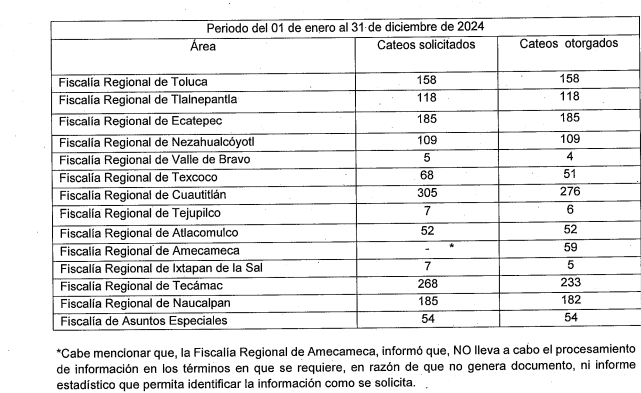 Periodo del 01 de enero al 31 de diciembre de 2024
Área Cateos solicitados Cateos otorgados
Fiscalía Regional de Toluca 158 158
Fiscalía Regional de Tlalnepantla 118 118
Fiscalía Regional de Ecatepec 185 185
Fiscalía Regional de Nezahualcóyotl 109 109
Fiscalía Regional de Valle de Bravo 5 4
Fiscalía Regional de Texcoco 68 51
Fiscalía Regional de Cuautitlán 305 276
Fiscalía Regional de Tejupilco 7 6
Fiscalía Regional de Atlacomulco 52 52
Fiscalía Regional de Amecameca - * 59
Fiscalía Regional de Ixtapan de la Sal 7 5
Fiscalía Regional de Tecámac 268 233
Fiscalía Regional de Naucalpan 185 182
Fiscalía de Asuntos Especiales 54 54
*Cabe mencionar que, la Fiscalía Regional de Amecameca, informó que, NO lleva a cabo el procesamiento
de información en los términos en que se requiere, en razón de que no genera documento, ni informe
estadístico que permita identificar la información como se solicita.